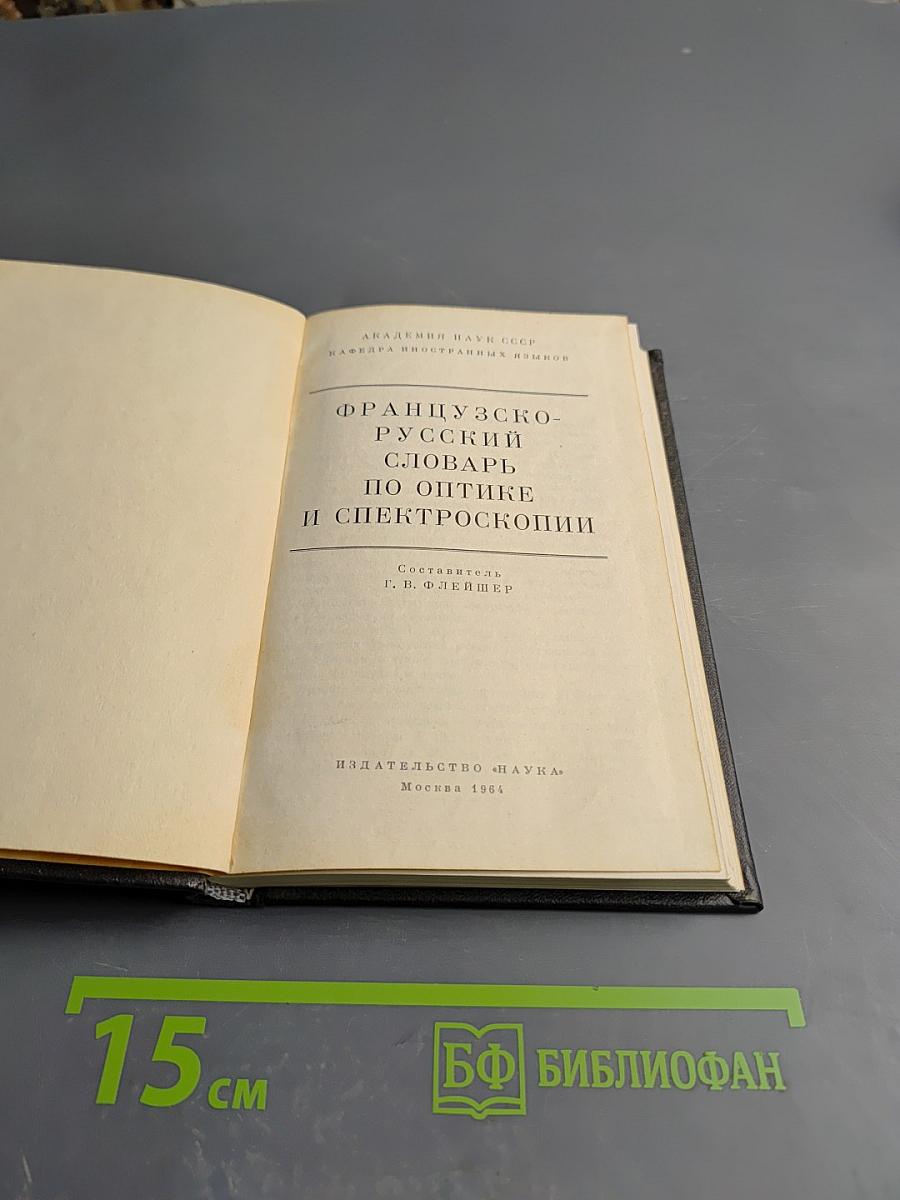 АКАДЕМИЯ НАУК СССР
КАФЕДРА ИНОСТРАННЫХ ЯЗЫКОВ
ФРАНЦУЗСКО-
РУССКИЙ
СЛОВАРЬ
ПО ОПТИКЕ
И СПЕКТРОСКОПИИ
Составитель
Г. В. ФЛЕЙШЕР
ИЗДАТЕЛЬСТВО «НАУКА»
Москва 1964
15 см
БФ БИБЛИОФАН